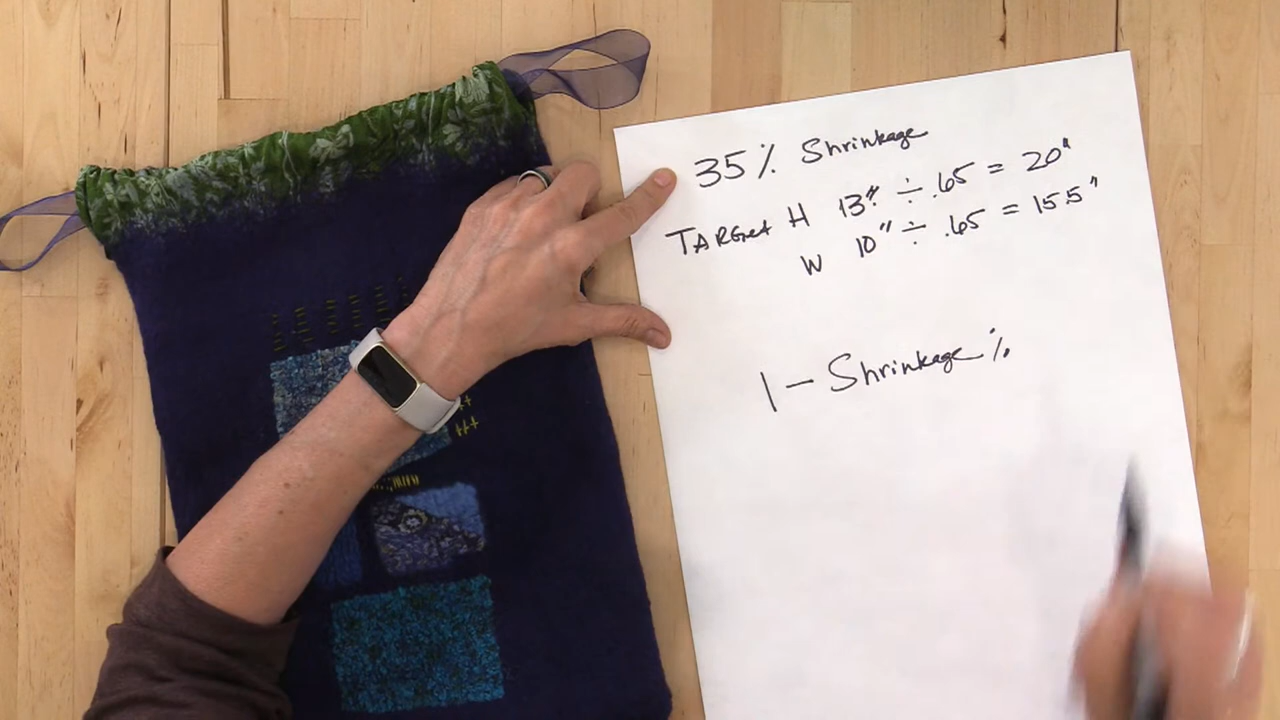 35% Shrinkage
TARGET H 13" ÷ .65 = 20"
W 10" ÷ .65 = 15.5"
1 - Shrinkage %